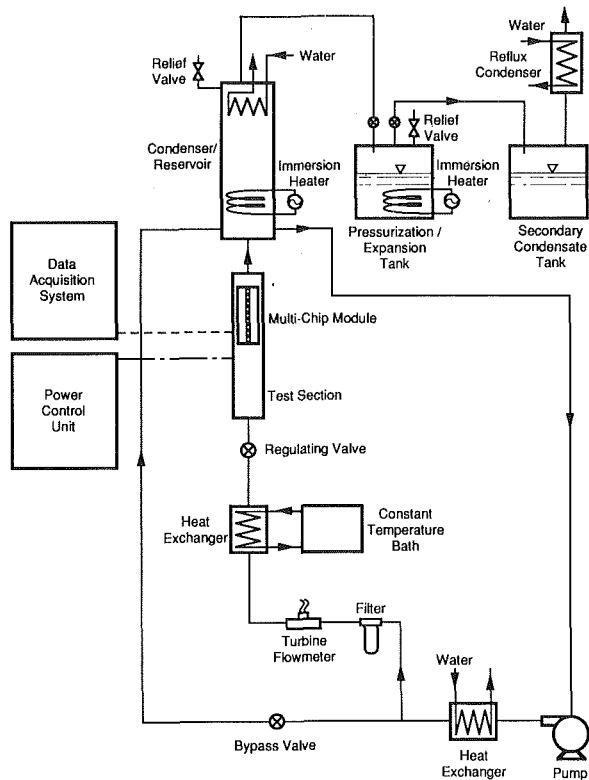 Water
Relief
Valve
Water
Reflux
Condenser
Relief
Valve
Condenser/
Reservoir
Immersion
Heater
Immersion
Heater
Pressurization /
Expansion
Tank
Secondary
Condensate
Tank
Data
Acquisition
System
Multi-Chip Module
Power
Control
Unit
Test Section
Regulating Valve
Heat
Exchanger
Constant
Temperature
Bath
Filter
Turbine
Flowmeter
Water
Bypass Valve
Heat
Exchanger
Pump